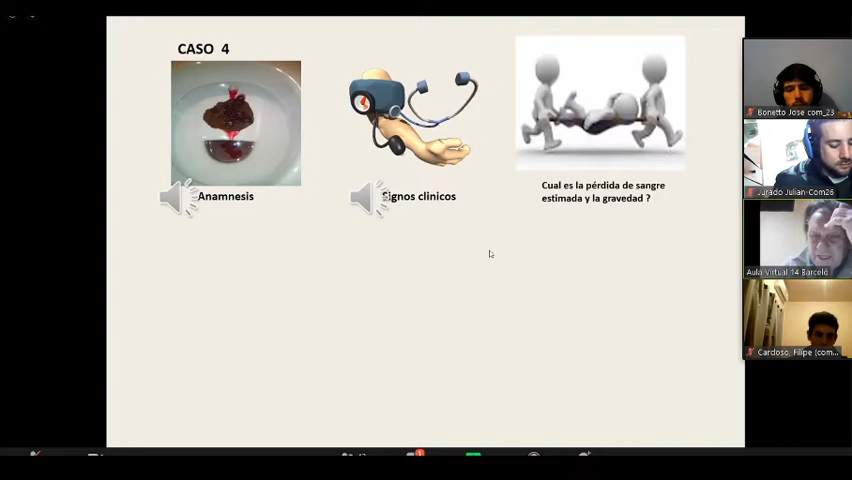 CASO 4
Anamnesis
Signos clinicos
Cual es la pérdida de sangre
estimada y la gravedad ?
Bonetto Jose com_23
Jurado Julian-Com26
Aula Virtual 14 Barceló
Cardoso, Filipe (com...